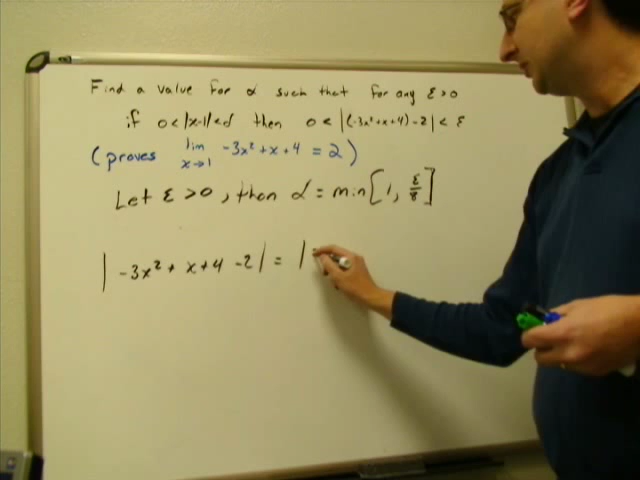 Find a value for α such that for any ε>0
if 0<|x-1|<α then 0<|(-3x²+x+4)-2|<ε
(proves lim x→1 -3x²+x+4 = 2)
Let ε>0, then α = min[1, ε/8]
|-3x²+x+4-2| = |